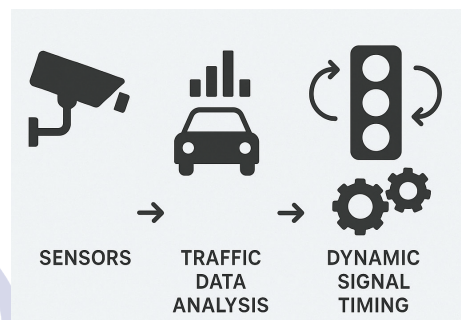 SENSORS
TRAFFIC
DATA
ANALYSIS
DYNAMIC
SIGNAL
TIMING